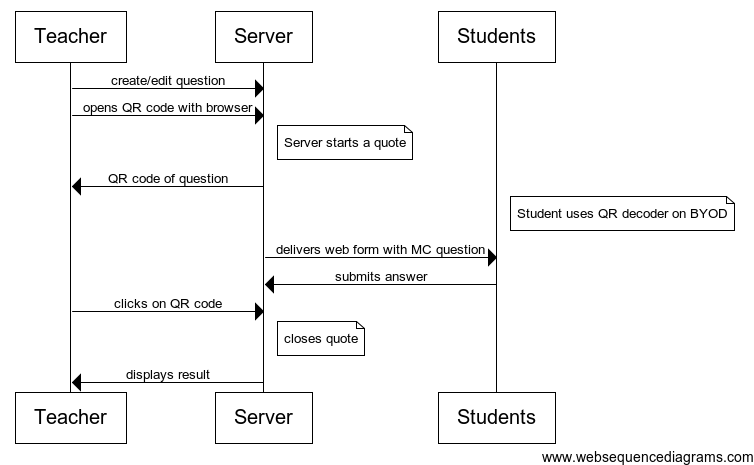 Teacher Server Students
create/edit question
opens QR code with browser
Server starts a quote
QR code of question
Student uses QR decoder on BYOD
delivers web form with MC question
submits answer
clicks on QR code
closes quote
displays result
Teacher Server Students
www.websequencediagrams.com